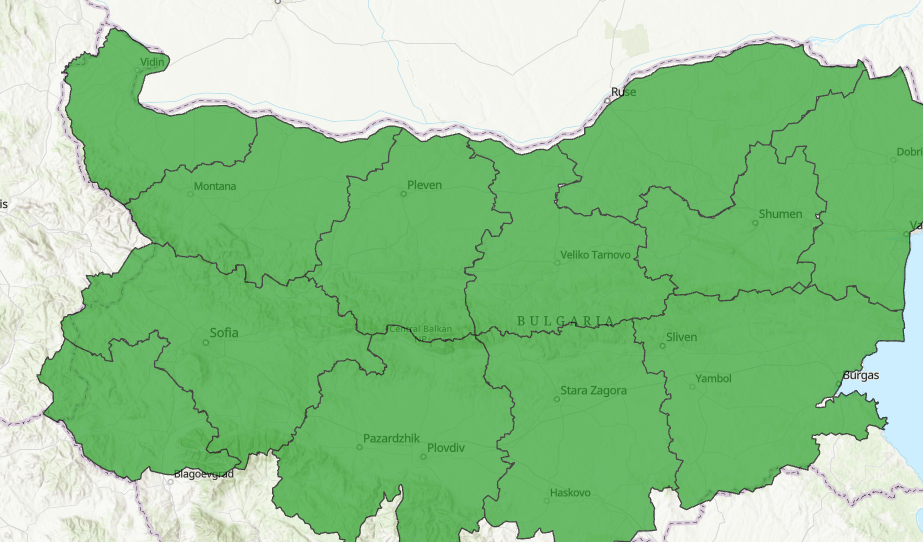 Vidin
Ruse
Dobri
is
Montana
Pleven
Shumen
Va
Veliko Tarnovo
BULGARIA
Central Balkan
NP
Sofia
Sliven
Yambol
Burgas
Stara Zagora
Pazardzhik
Plovdiv
Blagoevgrad
Haskovo